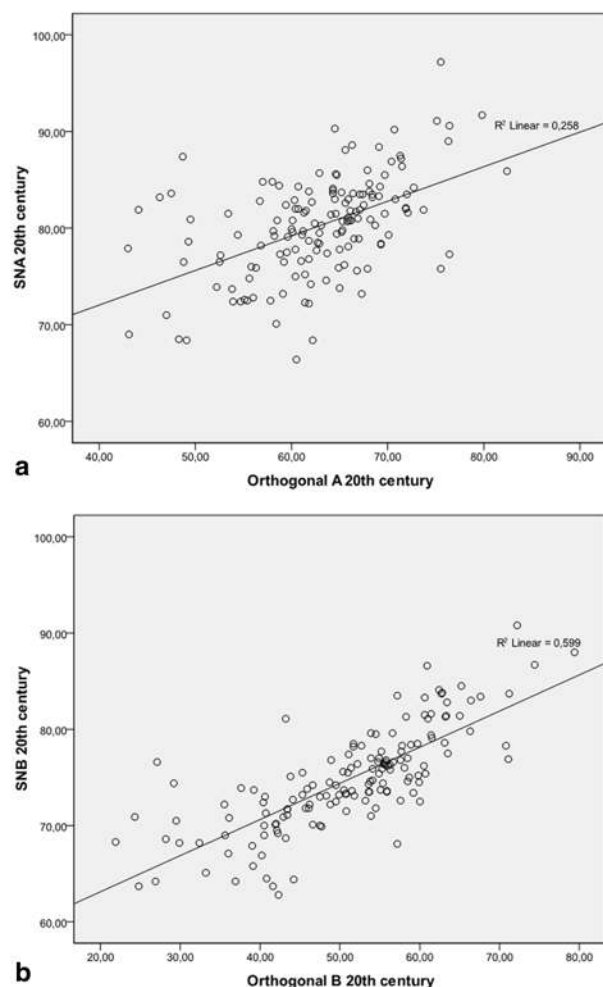 100,00
90,00
R² Linear = 0,258
SNA 20th century
80,00
70,00
60,00
40,00 50,00 60,00 70,00 80,00 90,00
a
Orthogonal A 20th century
100,00
90,00
R² Linear = 0,599
SNB 20th century
80,00
70,00
60,00
20,00 30,00 40,00 50,00 60,00 70,00 80,00
b
Orthogonal B 20th century